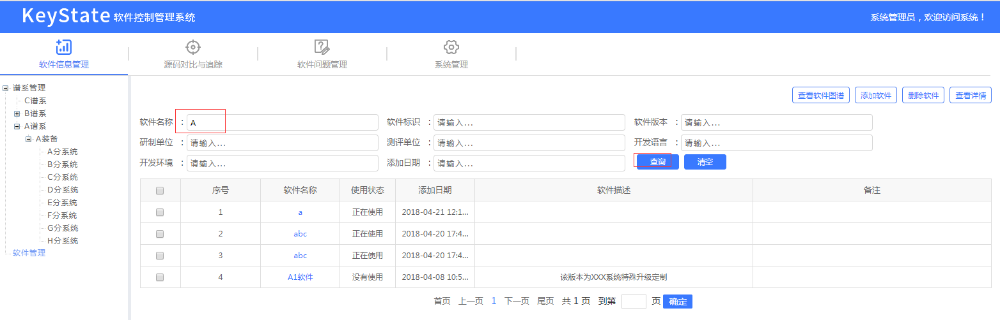 KeyState 软件控制管理系统 系统管理员，欢迎访问系统！
软件信息管理 源码对比与追踪 软件问题管理 系统管理
谱系管理
C谱系
B谱系
A谱系
A装备
A分系统
B分系统
C分系统
D分系统
E分系统
F分系统
G分系统
H分系统
软件管理
查看软件图谱 添加软件 删除软件 查看详情
软件名称 : A 软件标识 : 请输入... 软件版本 : 请输入...
研制单位 : 请输入... 测评单位 : 请输入... 开发语言 : 请输入...
开发环境 : 请输入... 添加日期 : 请输入... 查询 清空
序号 软件名称 使用状态 添加日期 软件描述 备注
1 a 正在使用 2018-04-21 12:1...
2 abc 正在使用 2018-04-20 17:4...
3 abc 正在使用 2018-04-20 17:4...
4 A1软件 没有使用 2018-04-08 10:5... 该版本为XXX系统特殊升级定制
首页 上一页 1 下一页 尾页 共 1 页 到第 页 确定